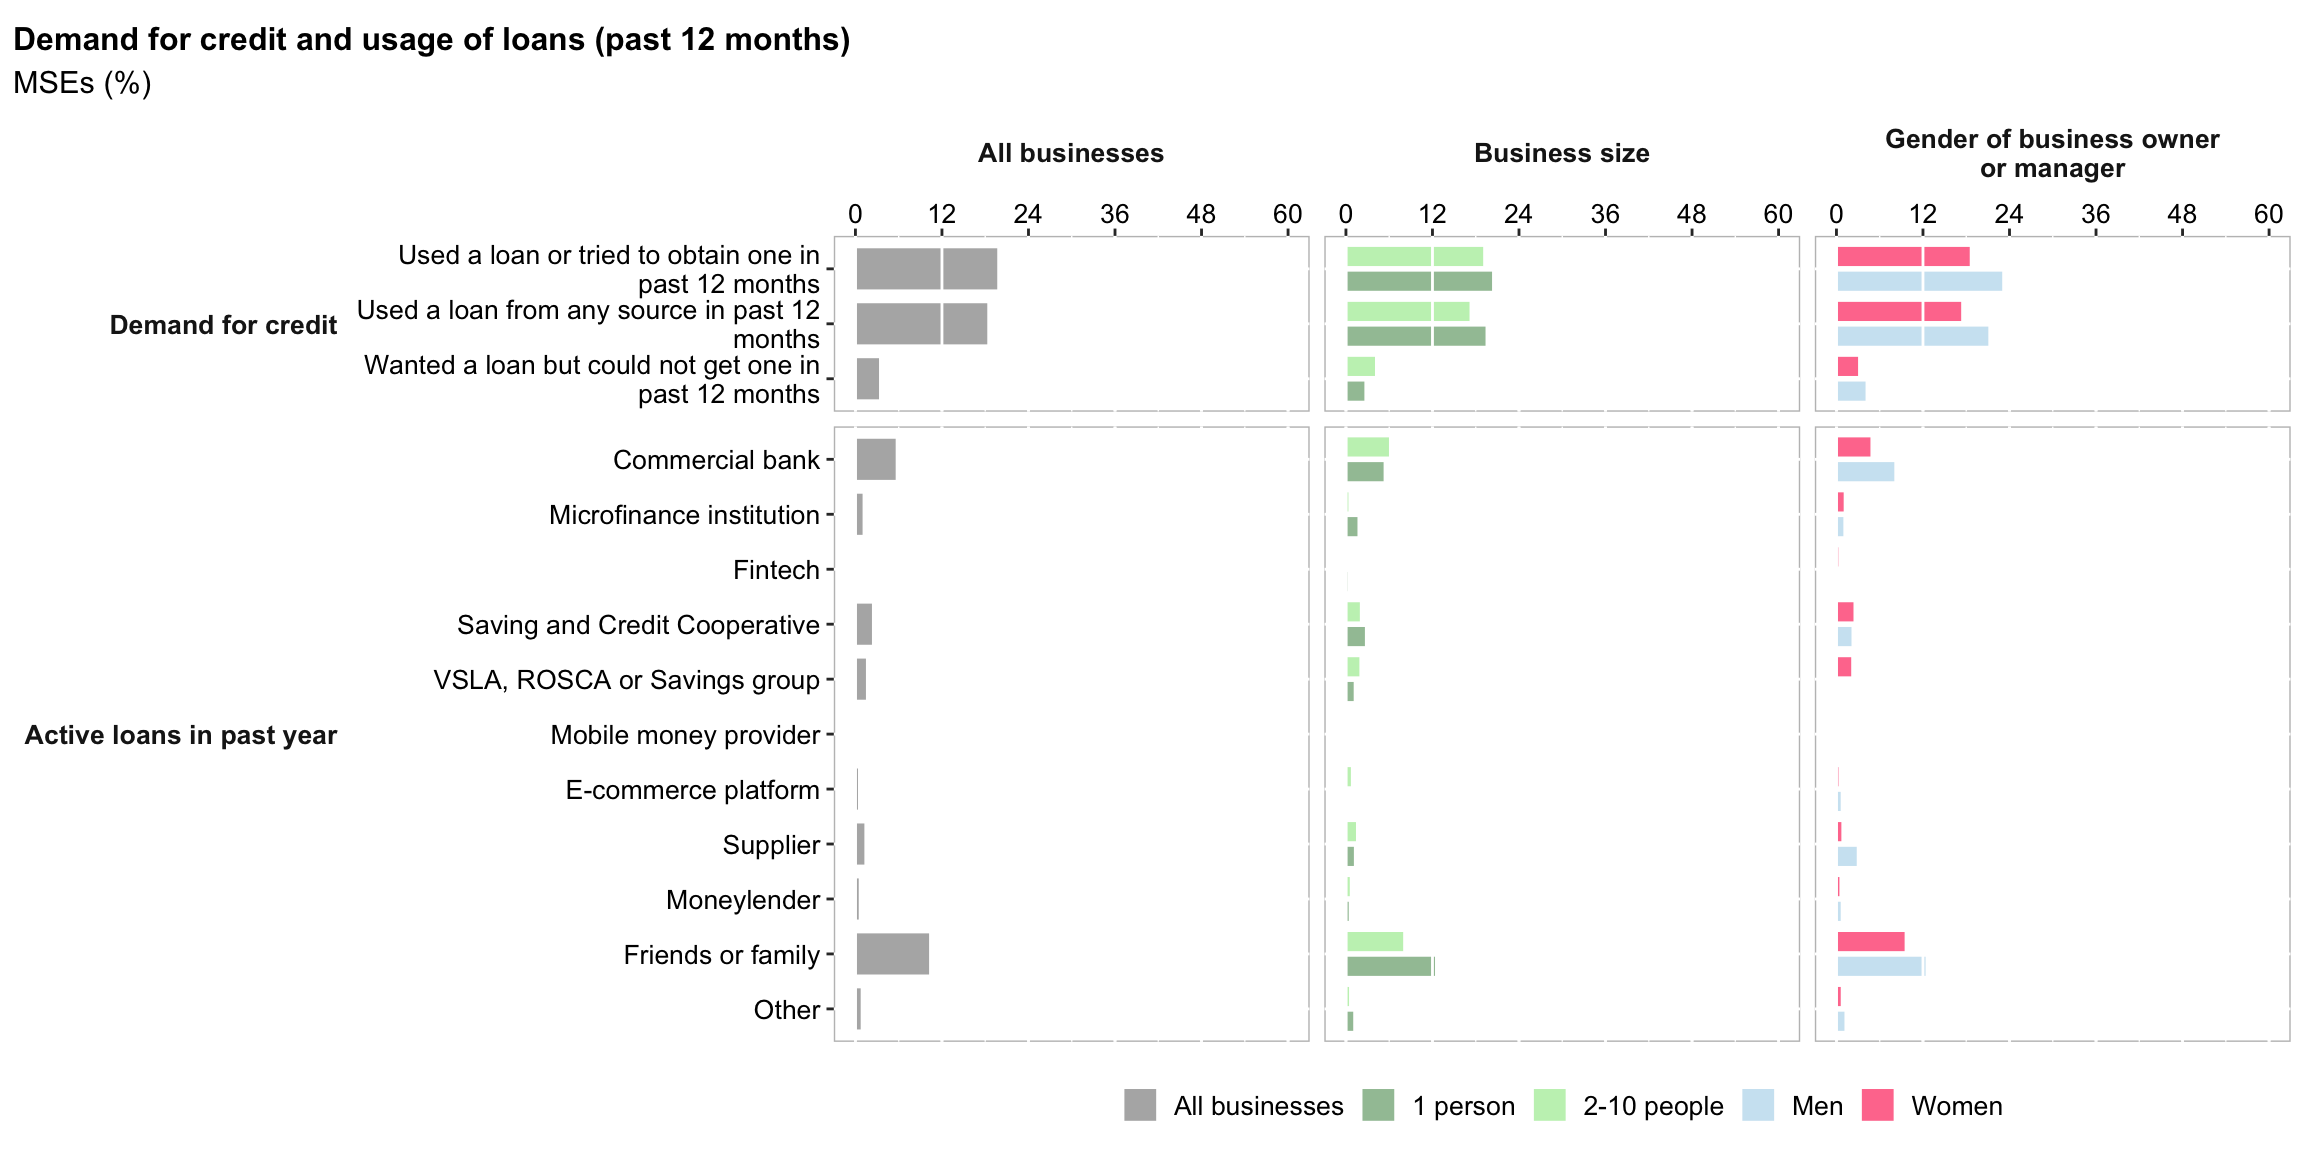 Demand for credit and usage of loans (past 12 months)
MSEs (%)
All businesses
Business size
Gender of business owner
or manager
0 12 24 36 48 60
0 12 24 36 48 60
0 12 24 36 48 60
Demand for credit
Used a loan or tried to obtain one in
past 12 months
Used a loan from any source in past 12
months
Wanted a loan but could not get one in
past 12 months
Active loans in past year
Commercial bank
Microfinance institution
Fintech
Saving and Credit Cooperative
VSLA, ROSCA or Savings group
Mobile money provider
E-commerce platform
Supplier
Moneylender
Friends or family
Other
All businesses 1 person 2-10 people Men Women